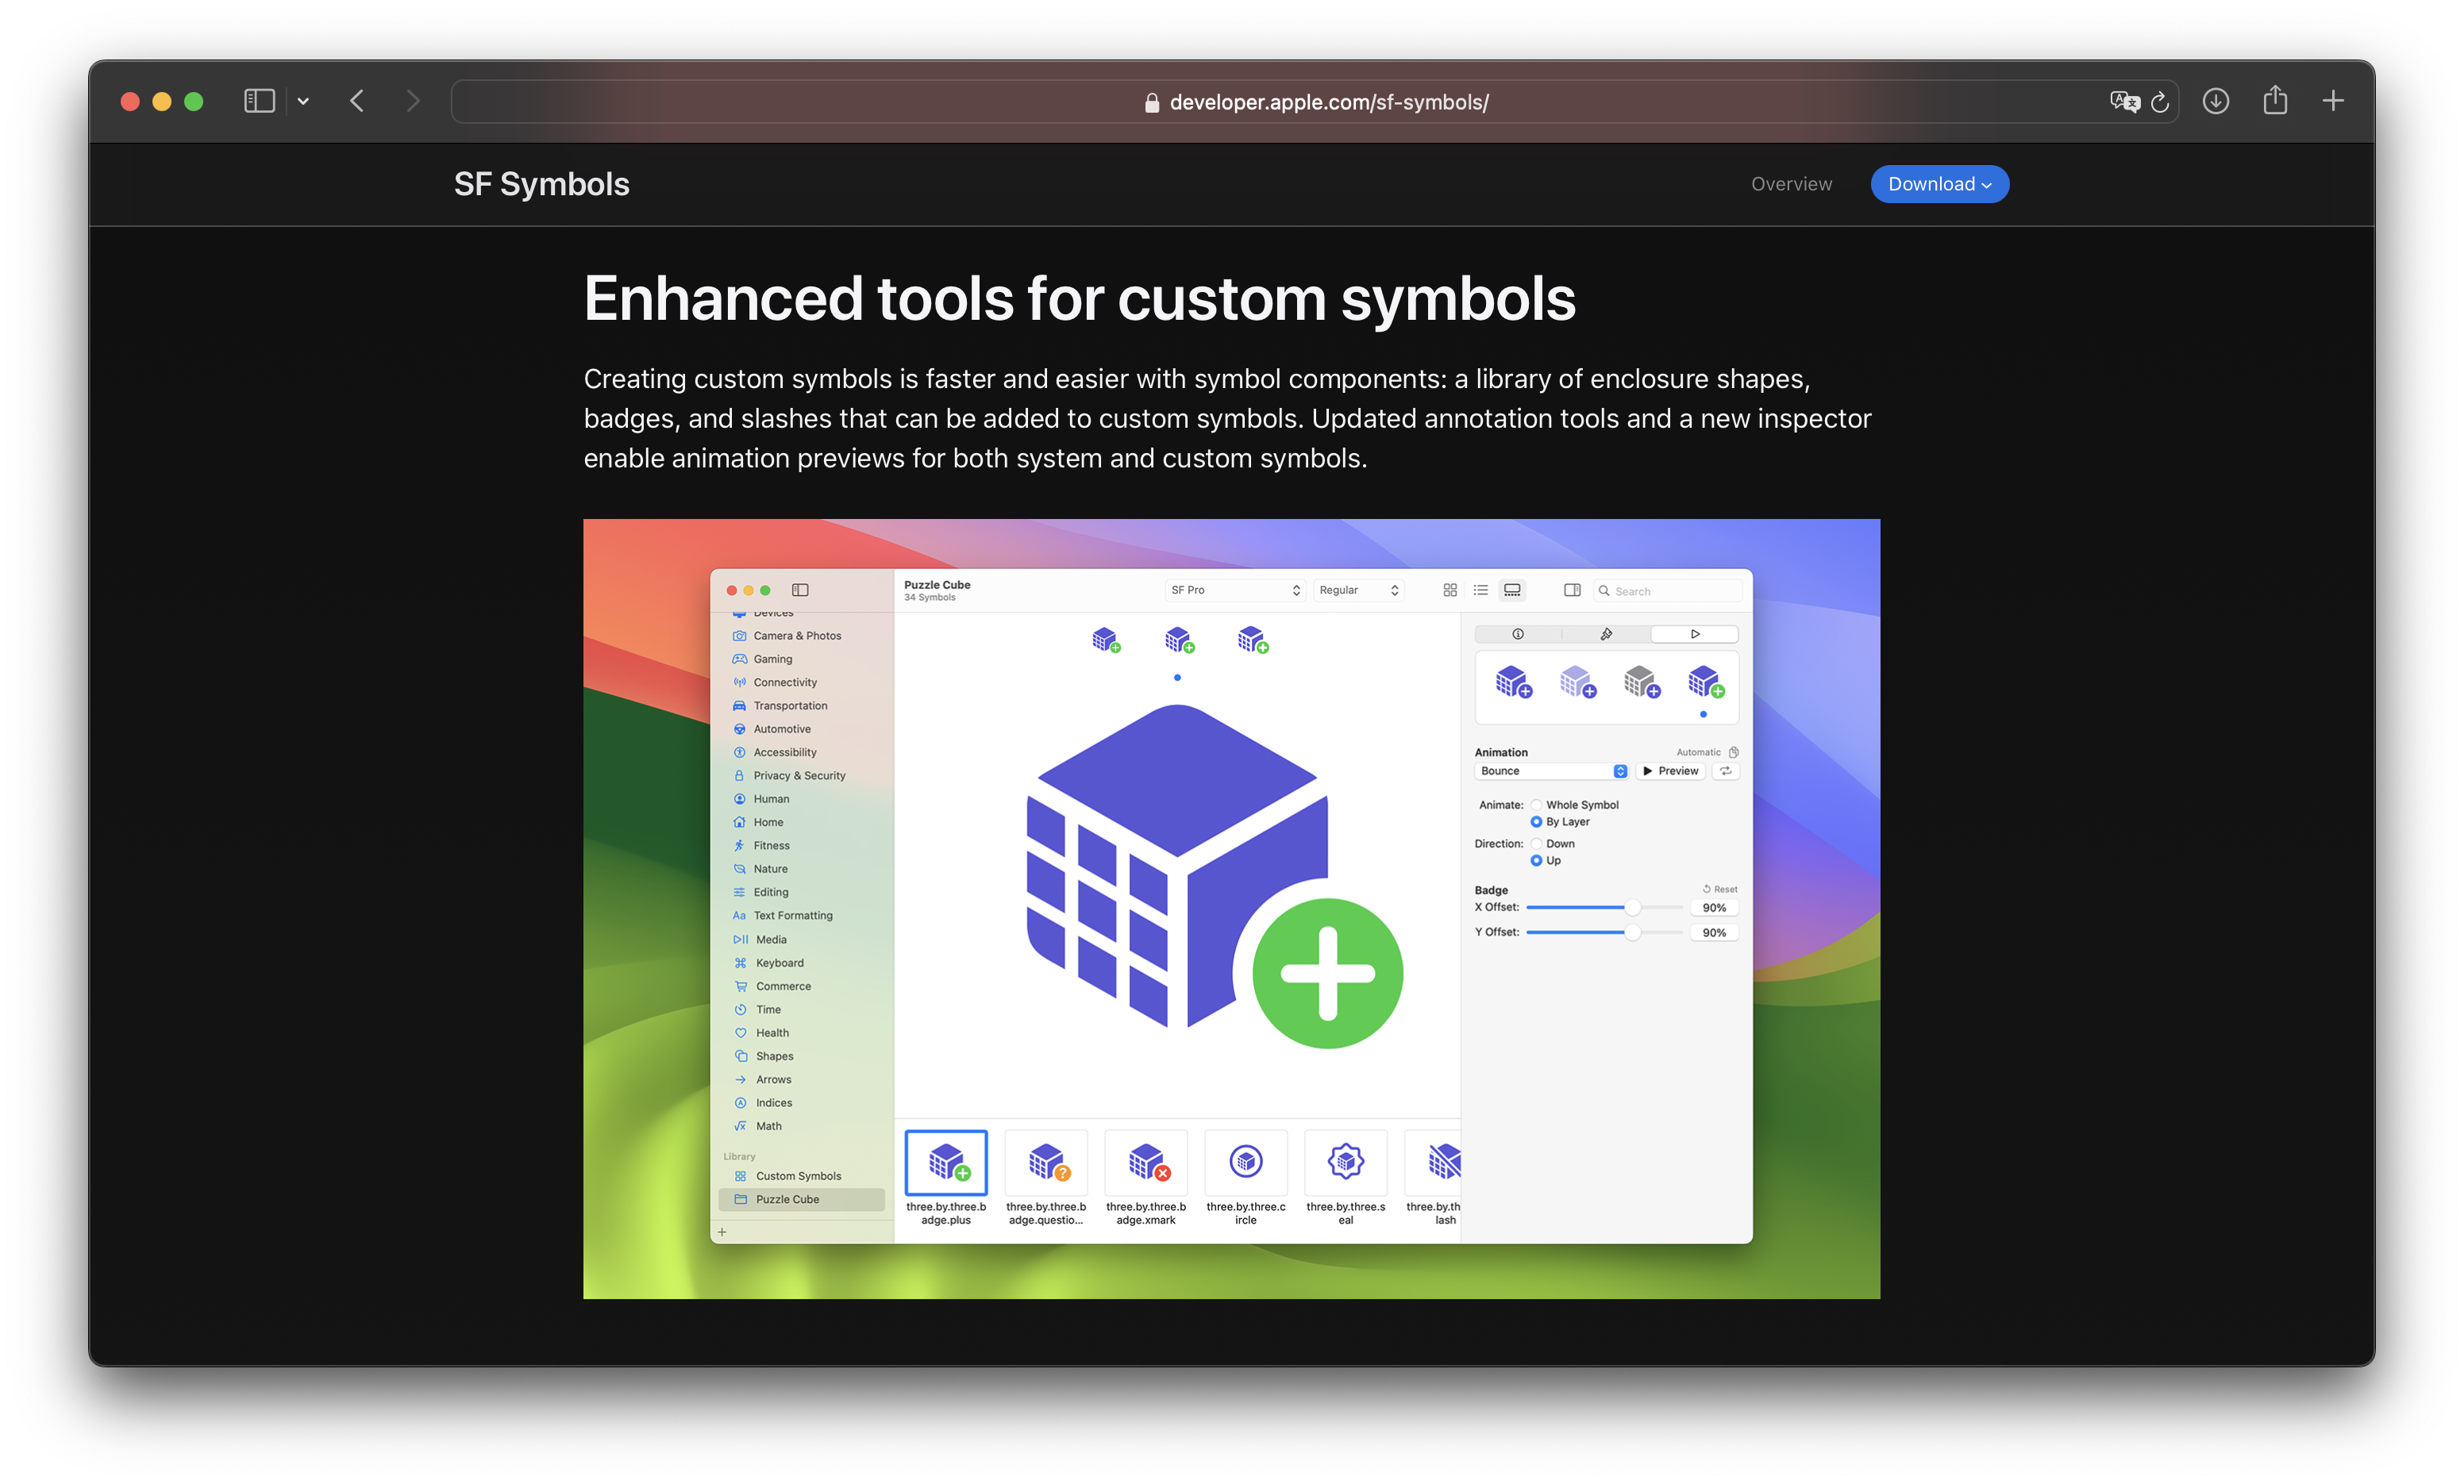 developer.apple.com/sf-symbols/
SF Symbols
Overview
Download
Enhanced tools for custom symbols
Creating custom symbols is faster and easier with symbol components: a library of enclosure shapes,
badges, and slashes that can be added to custom symbols. Updated annotation tools and a new inspector
enable animation previews for both system and custom symbols.
Puzzle Cube
34 Symbols
SF Pro
Regular
Search
Devices
Camera & Photos
Gaming
Connectivity
Transportation
Automotive
Accessibility
Privacy & Security
Human
Home
Fitness
Nature
Editing
Aa Text Formatting
Media
Keyboard
Commerce
Time
Health
Shapes
Arrows
Indices
Math
Library
Custom Symbols
Puzzle Cube
Animation
Automatic
Bounce
Preview
Animate:
Whole Symbol
By Layer
Direction:
Down
Up
Badge
Reset
X Offset:
90%
Y Offset:
90%
three.by.three.b
adge.plus
three.by.three.b
adge.questio...
three.by.three.b
adge.xmark
three.by.three.c
ircle
three.by.three.s
eal
three.by.th
lash